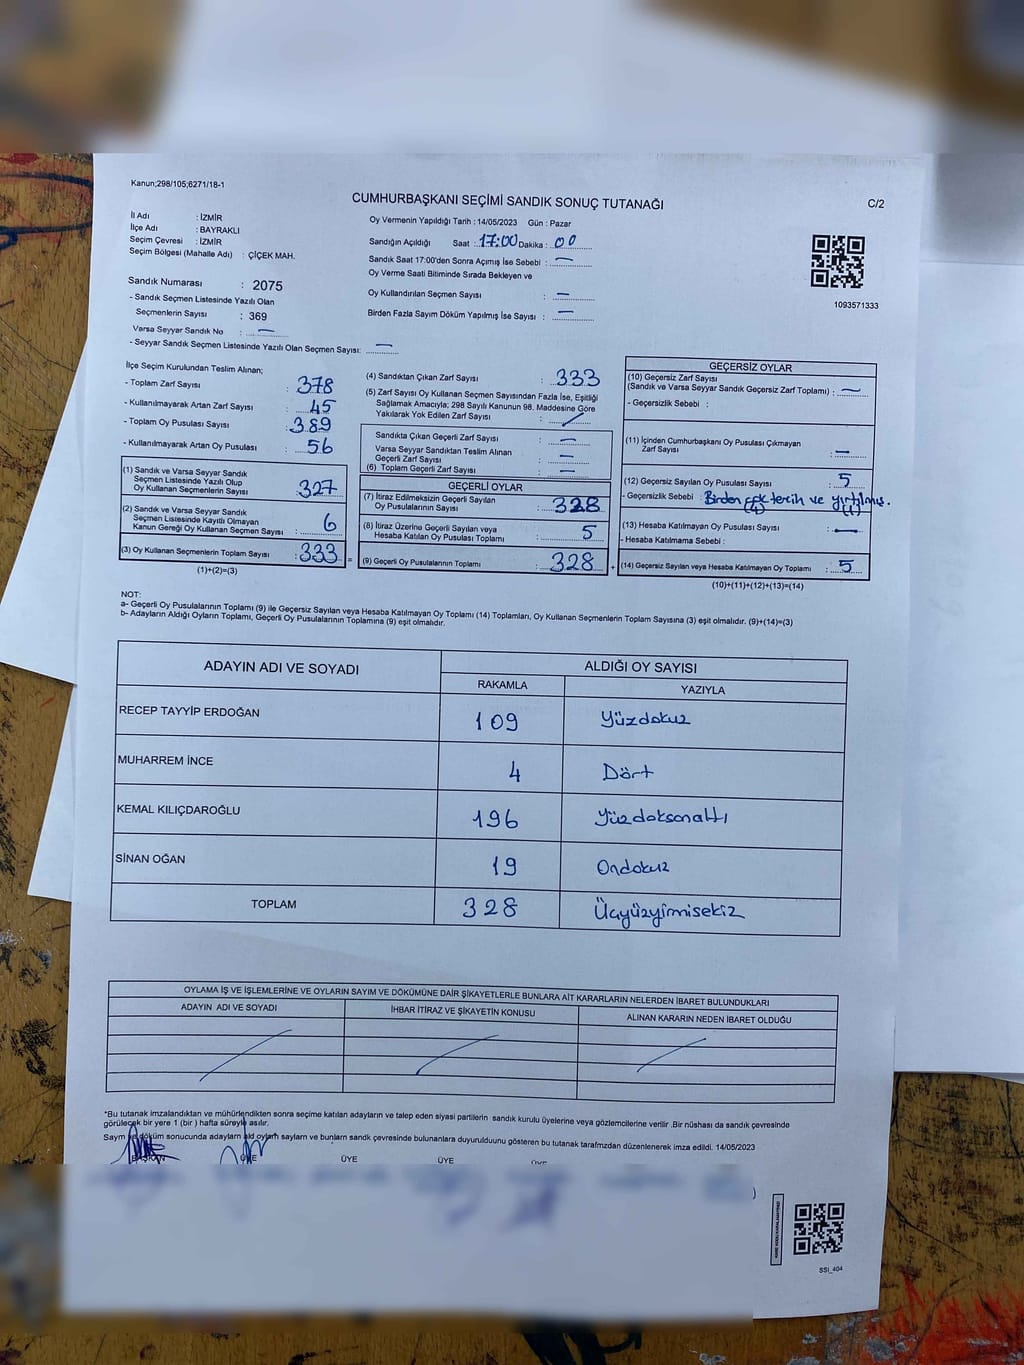 Kanun;298/105;6271/18-1
CUMHURBAŞKANI SEÇİMİ SANDIK SONUÇ TUTANAĞI
C/2
İl Adı : İZMİR
İlçe Adı : BAYRAKLI
Seçim Çevresi : İZMİR
Seçim Bölgesi (Mahalle Adı) : ÇİÇEK MAH.
Sandık Numarası : 2075
- Sandık Seçmen Listesinde Yazılı Olan
Seçmenlerin Sayısı : 369
Varsa Seyyar Sandık No : —
- Seyyar Sandık Seçmen Listesinde Yazılı Olan Seçmen Sayısı: —
Oy Vermenin Yapıldığı Tarih : 14/05/2023 Gün : Pazar
Sandığın Açıldığı Saat : 17:00 Dakika : 00
Sandık Saat 17:00'den Sonra Açımış İse Sebebi : —
Oy Verme Saati Bitiminde Sırada Bekleyen ve
Oy Kullandırılan Seçmen Sayısı : —
Birden Fazla Sayım Döküm Yapılmış İse Sayısı : —
1093571333
İlçe Seçim Kurulundan Teslim Alınan;
- Toplam Zarf Sayısı : 378
- Kullanılmayarak Artan Zarf Sayısı : 45
- Toplam Oy Pusulası Sayısı : 389
- Kullanılmayarak Artan Oy Pusulası : 56
(1) Sandık ve Varsa Seyyar Sandık
Seçmen Listesinde Yazılı Olup
Oy Kullanan Seçmenlerin Sayısı : 327
(2) Sandık ve Varsa Seyyar Sandık
Seçmen Listesinde Kayıtlı Olmayan
Kanun Gereği Oy Kullanan Seçmen Sayısı : 6
(3) Oy Kullanan Seçmenlerin Toplam Sayısı : 333
(1)+(2)=(3)
(4) Sandıktan Çıkan Zarf Sayısı : 333
(5) Zarf Sayısı Oy Kullanan Seçmen Sayısından Fazla İse, Eşitliği
Sağlamak Amacıyla; 298 Sayılı Kanunun 98. Maddesine Göre
Yakılarak Yok Edilen Zarf Sayısı :
Sandıkta Çıkan Geçerli Zarf Sayısı : —
Varsa Seyyar Sandıktan Teslim Alınan
Geçerli Zarf Sayısı : —
(6) Toplam Geçerli Zarf Sayısı : —
GEÇERLİ OYLAR
(7) İtiraz Edilmeksizin Geçerli Sayılan
Oy Pusulalarının Sayısı : 328
(8) İtiraz Üzerine Geçerli Sayılan veya
Hesaba Katılan Oy Pusulası Toplamı : 5
= (9) Geçerli Oy Pusulalarının Toplamı : 328 +
GEÇERSİZ OYLAR
(10) Geçersiz Zarf Sayısı
(Sandık ve Varsa Seyyar Sandık Geçersiz Zarf Toplamı) : —
- Geçersizlik Sebebi :
(11) İçinden Cumhurbaşkanı Oy Pusulası Çıkmayan
Zarf Sayısı : —
(12) Geçersiz Sayılan Oy Pusulası Sayısı : 5
- Geçersizlik Sebebi : Birden çok tercih ve yırtılmış.
(4) (1)
(13) Hesaba Katılmayan Oy Pusulası Sayısı : —
- Hesaba Katılmama Sebebi :
(14) Geçersiz Sayılan veya Hesaba Katılmayan Oy Toplamı : 5
(10)+(11)+(12)+(13)=(14)
NOT:
a- Geçerli Oy Pusulalarının Toplamı (9) ile Geçersiz Sayılan veya Hesaba Katılmayan Oy Toplamı (14) Toplamları, Oy Kullanan Seçmenlerin Toplam Sayısına (3) eşit olmalıdır. (9)+(14)=(3)
b- Adayların Aldığı Oyların Toplamı, Geçerli Oy Pusulalarının Toplamına (9) eşit olmalıdır.
ADAYIN ADI VE SOYADI ALDIĞI OY SAYISI
RAKAMLA YAZIYLA
RECEP TAYYİP ERDOĞAN 109 Yüzdokuz
MUHARREM İNCE 4 Dört
KEMAL KILIÇDAROĞLU 196 Yüzdoksanaltı
SİNAN OĞAN 19 Ondokuz
TOPLAM 328 Üçyüzyirmisekiz
OYLAMA İŞ VE İŞLEMLERİNE VE OYLARIN SAYIM VE DÖKÜMÜNE DAİR ŞİKAYETLERLE BUNLARA AİT KARARLARIN NELERDEN İBARET BULUNDUKLARI
ADAYIN ADI VE SOYADI İHBAR İTİRAZ VE ŞİKAYETİN KONUSU ALINAN KARARIN NEDEN İBARET OLDUĞU
*Bu tutanak imzalandıktan ve mühürlendikten sonra seçime katılan adayların ve talep eden siyasi partilerin sandık kurulu üyelerine veya gözlemcilerine verilir .Bir nüshası da sandık çevresinde
görülecek bir yere 1 (bir ) hafta süreyle asılır.
Sayım ve döküm sonucunda adayların ald oyların sayların ve bunların sandk çevresinde bulunanlara duyurulduunu gösteren bu tutanak tarafmzdan düzenlenerek imza edildi. 14/05/2023
BAŞKAN ÜYE ÜYE ÜYE ÜYE
SSI_404